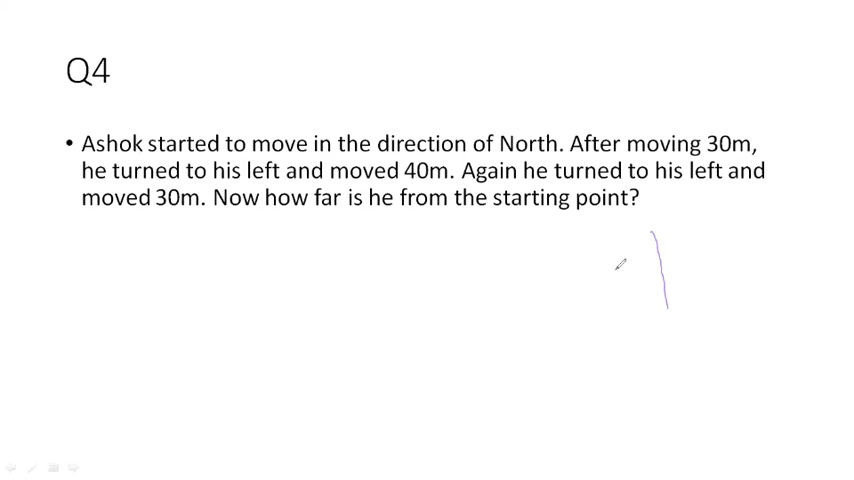 Q4
• Ashok started to move in the direction of North. After moving 30m,
he turned to his left and moved 40m. Again he turned to his left and
moved 30m. Now how far is he from the starting point?